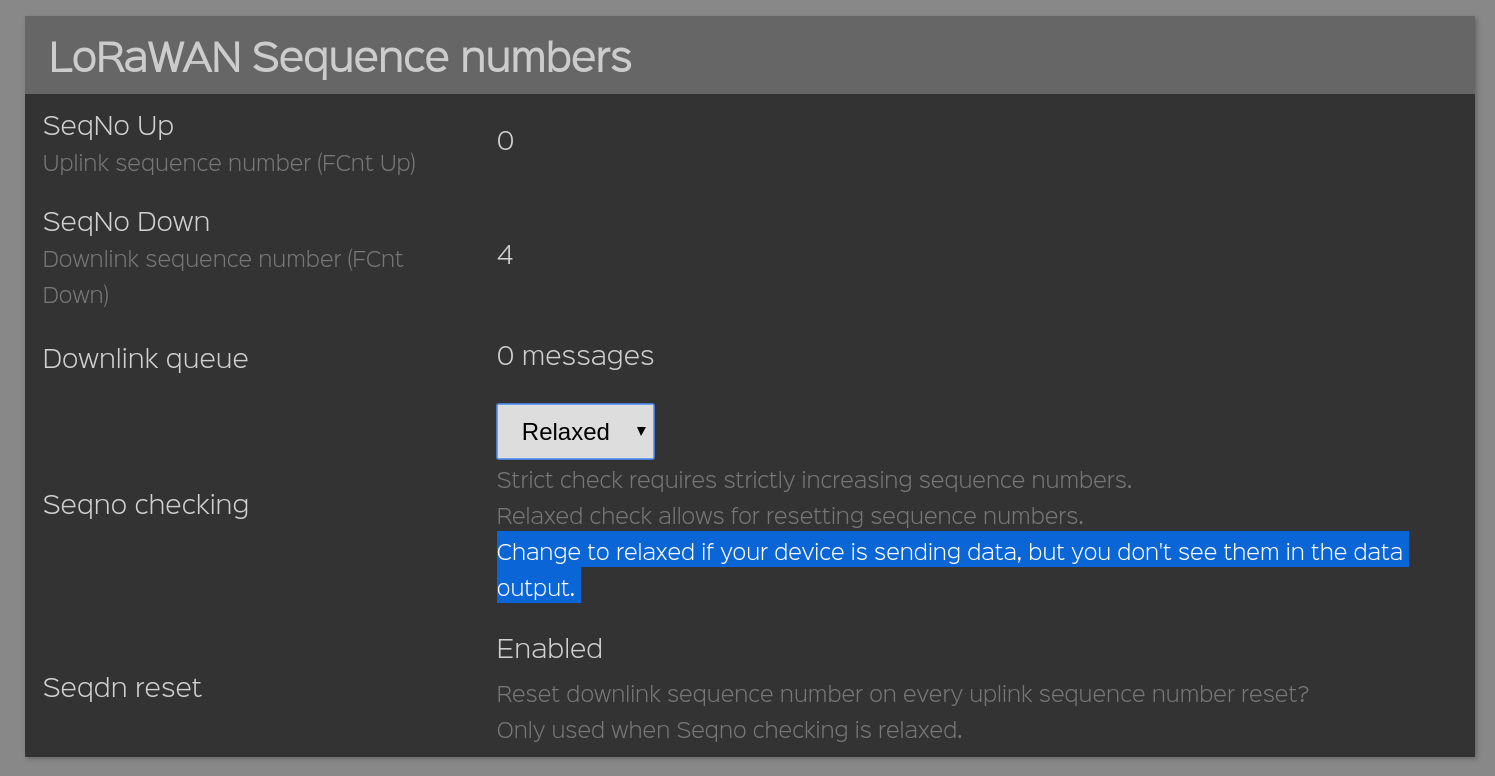 LoRaWAN Sequence numbers
SeqNo Up
Uplink sequence number (FCnt Up)
0
SeqNo Down
Downlink sequence number (FCnt
Down)
4
Downlink queue
0 messages
Seqno checking
Relaxed
Strict check requires strictly increasing sequence numbers.
Relaxed check allows for resetting sequence numbers.
Change to relaxed if your device is sending data, but you don't see them in the data
output.
Seqdn reset
Enabled
Reset downlink sequence number on every uplink sequence number reset?
Only used when Seqno checking is relaxed.